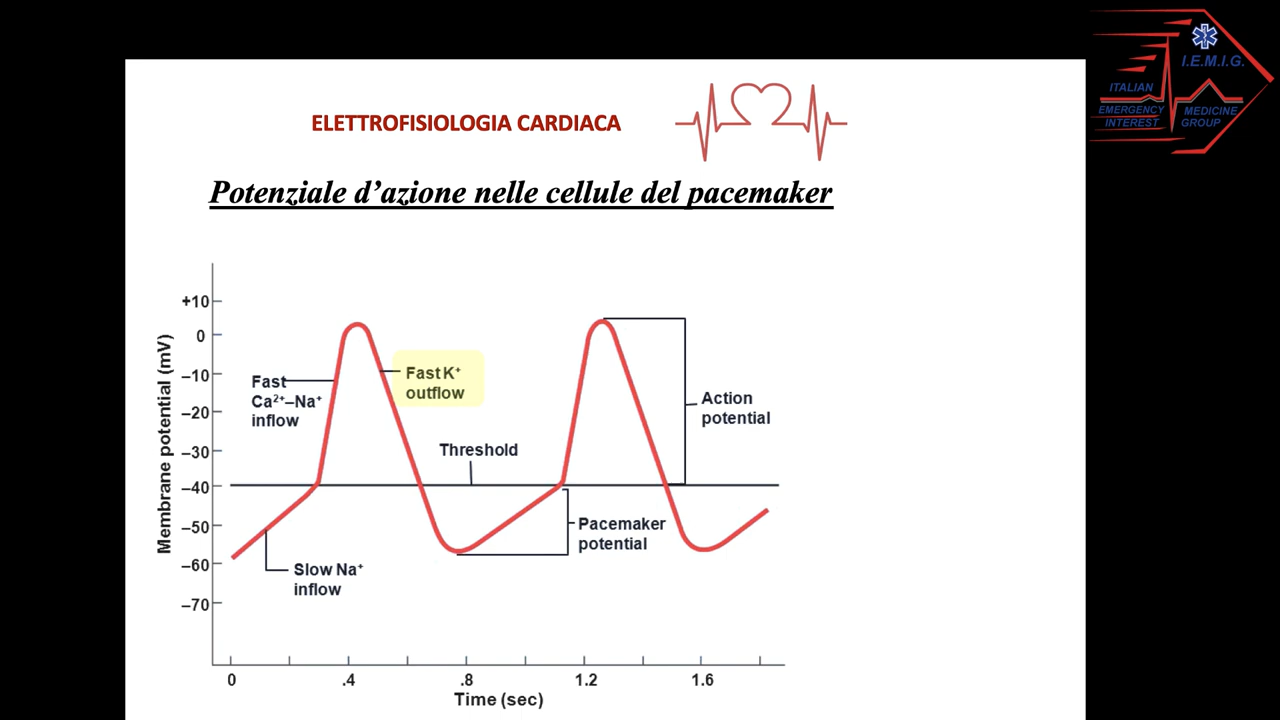 I.E.M.I.G.
ITALIAN
EMERGENCY MEDICINE
INTEREST GROUP
ELETTROFISIOLOGIA CARDIACA
Potenziale d’azione nelle cellule del pacemaker
Membrane potential (mV)
+10
0
–10
–20
–30
–40
–50
–60
–70
Fast
Ca²⁺–Na⁺
inflow
Fast K⁺
outflow
Threshold
Action
potential
Pacemaker
potential
Slow Na⁺
inflow
0 .4 .8 1.2 1.6
Time (sec)